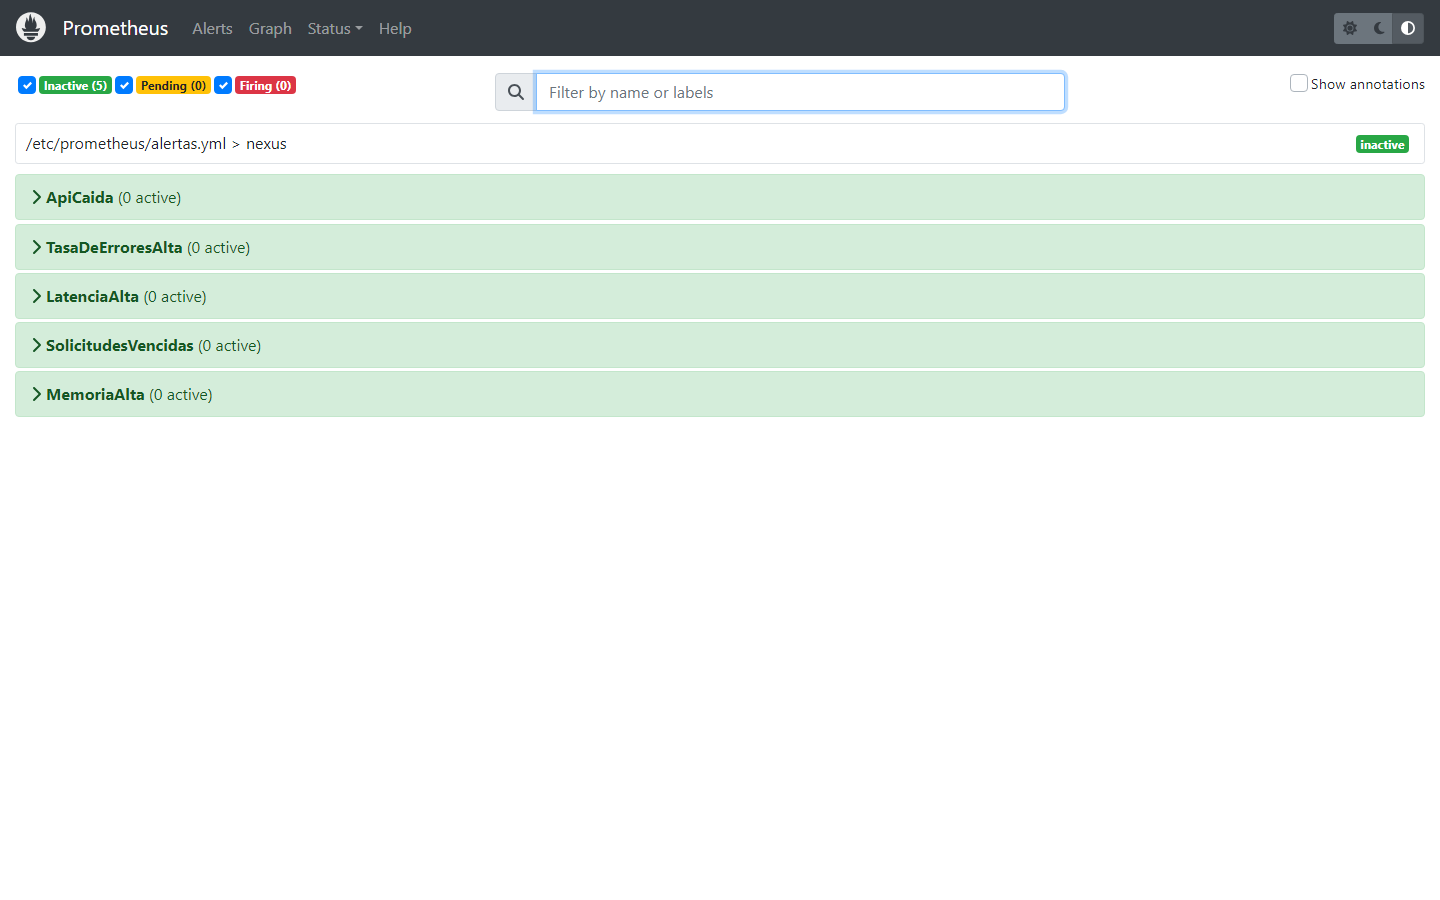 Prometheus Alerts Graph Status Help
Inactive (5) Pending (0) Firing (0) Filter by name or labels Show annotations
/etc/prometheus/alertas.yml > nexus inactive
ApiCaida (0 active)
TasaDeErroresAlta (0 active)
LatenciaAlta (0 active)
SolicitudesVencidas (0 active)
MemoriaAlta (0 active)